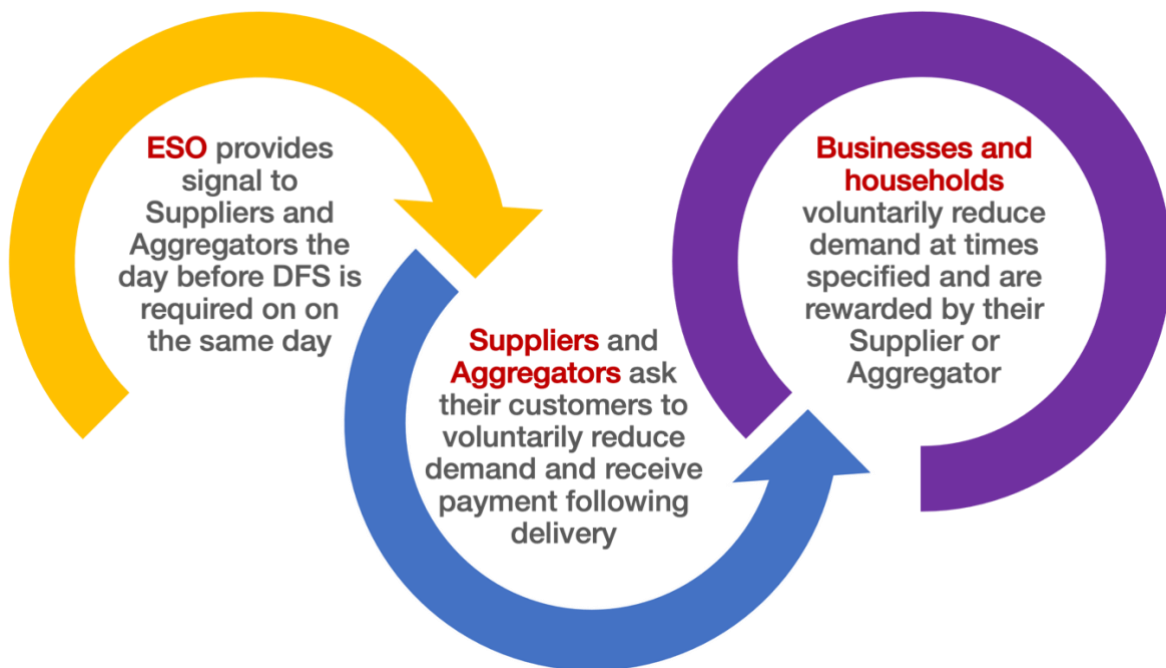 ESO provides
signal to
Suppliers and
Aggregators the
day before DFS is
required on on
the same day
Suppliers and
Aggregators ask
their customers to
voluntarily reduce
demand and receive
payment following
delivery
Businesses and
households
voluntarily reduce
demand at times
specified and are
rewarded by their
Supplier or
Aggregator